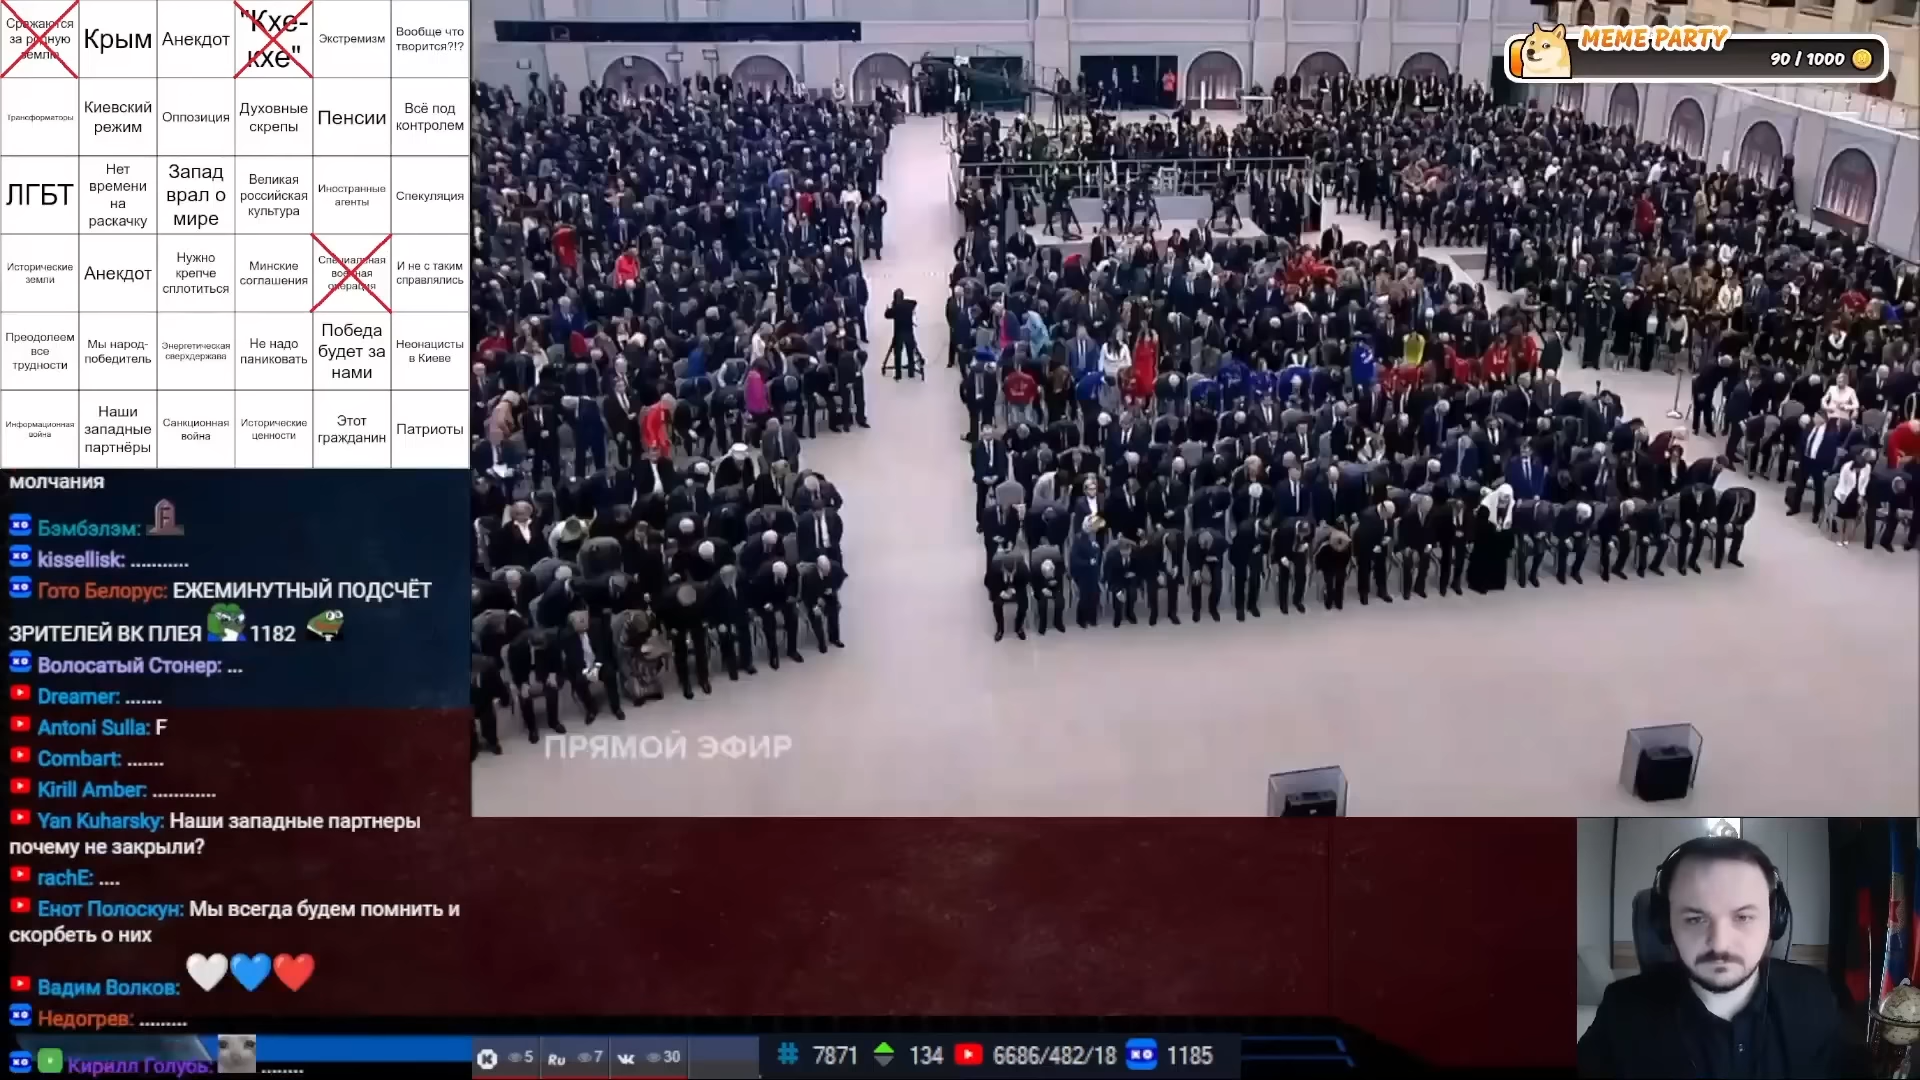 Сражаются
за родную
землю
Крым
Анекдот
"Кхе-
кхе"
Экстремизм
Вообще что
творится?!?
Трансформаторы
Киевский
режим
Оппозиция
Духовные
скрепы
Пенсии
Всё под
контролем
ЛГБТ
Нет
времени
на
раскачку
Запад
врал о
мире
Великая
российская
культура
Иностранные
агенты
Спекуляция
Исторические
земли
Анекдот
Нужно
крепче
сплотиться
Минские
соглашения
Специальная
военная
операция
И не с таким
справлялись
Преодолеем
все
трудности
Мы народ-
победитель
Энергетическая
сверхдержава
Не надо
паниковать
Победа
будет за
нами
Неонацисты
в Киеве
Информационная
война
Наши
западные
партнёры
Санкционная
война
Исторические
ценности
Этот
гражданин
Патриоты
MEME PARTY
90 / 1000
молчания
Бэмбэлэм: F
kissellisk: ...........
Гото Белорус: ЕЖЕМИНУТНЫЙ ПОДСЧЁТ
ЗРИТЕЛЕЙ ВК ПЛЕЯ 1182
Волосатый Стонер: ...
Dreamer: .......
Antoni Sulla: F
Combart: .......
Kirill Amber: ............
Yan Kuharsky: Наши западные партнеры
почему не закрыли?
rachE: ....
Енот Полоскун: Мы всегда будем помнить и
скорбеть о них
Вадим Волков:
Недогрев: .........
Кирилл Голубь: ........
ПРЯМОЙ ЭФИР
K 5 Ru 7 30 # 7871 134 6686/482/18 1185